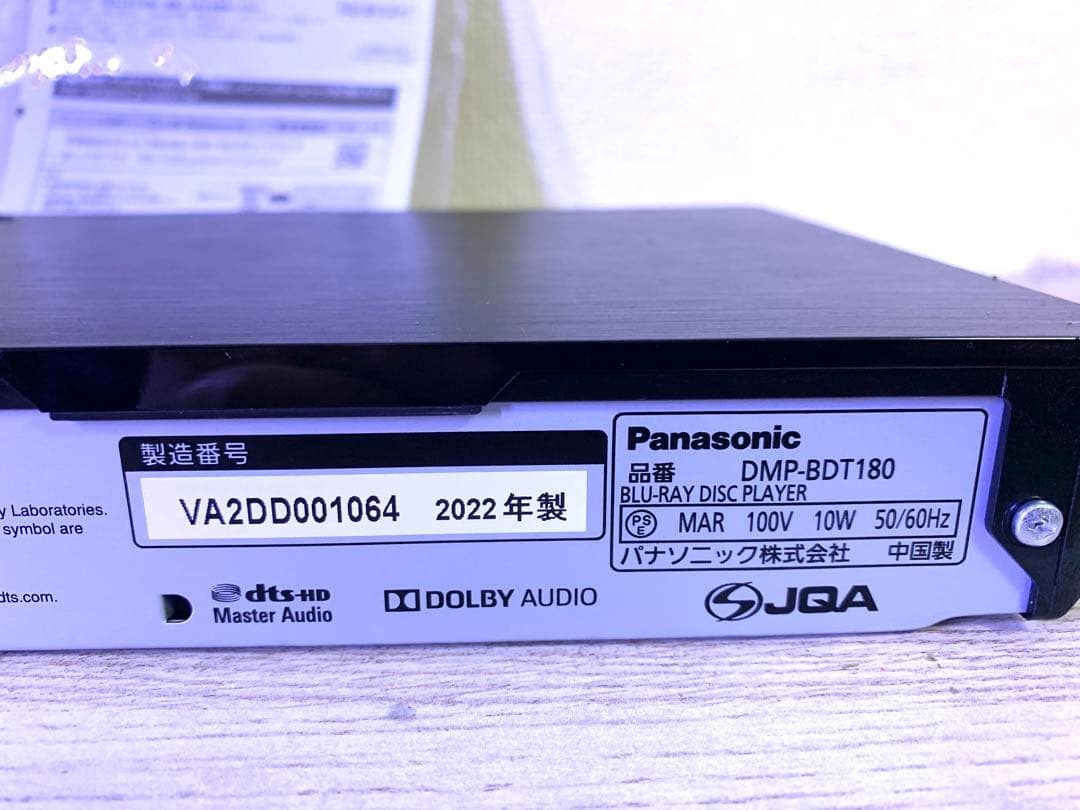 y Laboratories.
symbol are
dts.com.
製造番号
VA2DD001064 2022年製
dts-HD
Master Audio
DOLBY AUDIO
Panasonic
品番 DMP-BDT180
BLU-RAY DISC PLAYER
PSE MAR 100V 10W 50/60Hz
パナソニック株式会社 中国製
JQA